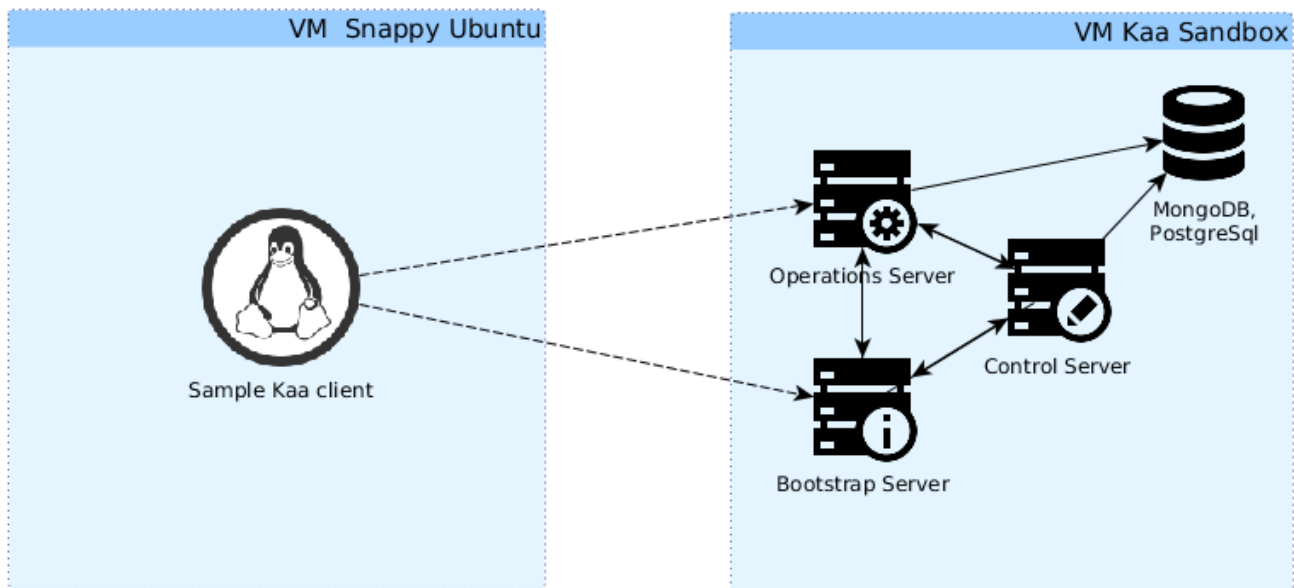 VM Snappy Ubuntu
VM Kaa Sandbox
MongoDB,
PostgreSql
Operations Server
Control Server
Sample Kaa client
Bootstrap Server